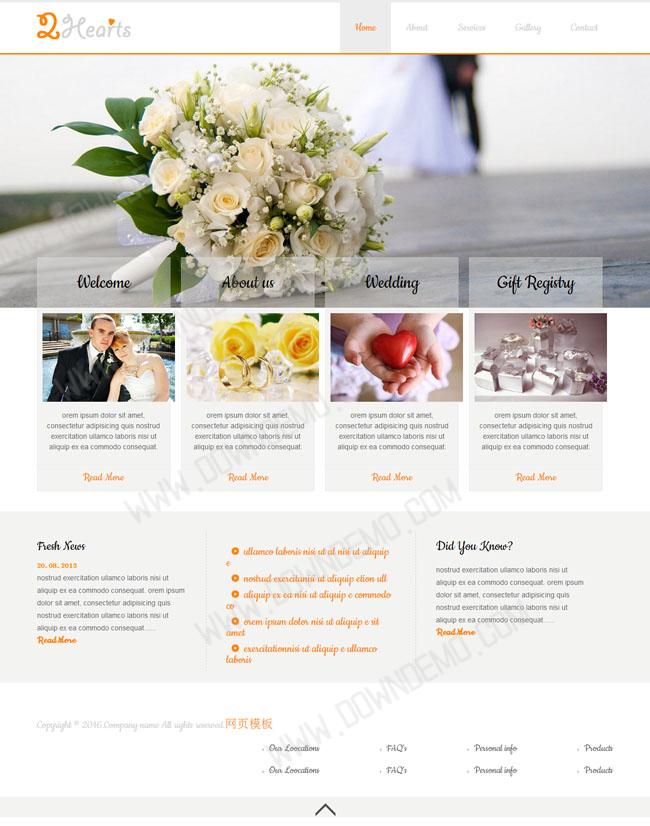 2 Hearts
Home About Services Gallery Contact
Welcome About us Wedding Gift Registry
orem ipsum dolor sit amet,
consectetur adipisicing quis nostrud
exercitation ullamco laboris nisi ut
aliquip ex ea commodo consequat.
orem ipsum dolor sit amet,
consectetur adipisicing quis nostrud
exercitation ullamco laboris nisi ut
aliquip ex ea commodo consequat.
orem ipsum dolor sit amet,
consectetur adipisicing quis nostrud
exercitation ullamco laboris nisi ut
aliquip ex ea commodo consequat.
orem ipsum dolor sit amet,
consectetur adipisicing quis nostrud
exercitation ullamco laboris nisi ut
aliquip ex ea commodo consequat.
Read More Read More Read More Read More
Fresh News
20. 08. 2013
nostrud exercitation ullamco laboris nisi ut
aliquip ex ea commodo consequat. orem ipsum
dolor sit amet, consectetur adipisicing quis
nostrud exercitation ullamco laboris nisi ut
aliquip ex ea commodo consequat......
Read More
ullamco laboris nisi ut al nisi ut aliquip
e
nostrud exercitanisi ut aliquip etion ull
aliquip ex ea nisi ut aliquip e commodo
co
orem ipsum dolor nisi ut aliquip e sit
amet
exercitationnisi ut aliquip e ullamco
laboris
Did You Know?
nostrud exercitation ullamco laboris nisi ut
aliquip ex ea commodo consequat. orem ipsum
dolor sit amet, consectetur adipisicing quis
nostrud exercitation ullamco laboris nisi ut
aliquip ex ea commodo consequat......
Read More
Copyright © 2016.Company name All rights reserved.网页模板
Our Loocations FAQ's Personal info Products
Our Loocations FAQ's Personal info Products
WWW.DOWNDEMO.COM
WWW.DOWNDEMO.COM
WWW.DOWNDEMO.COM